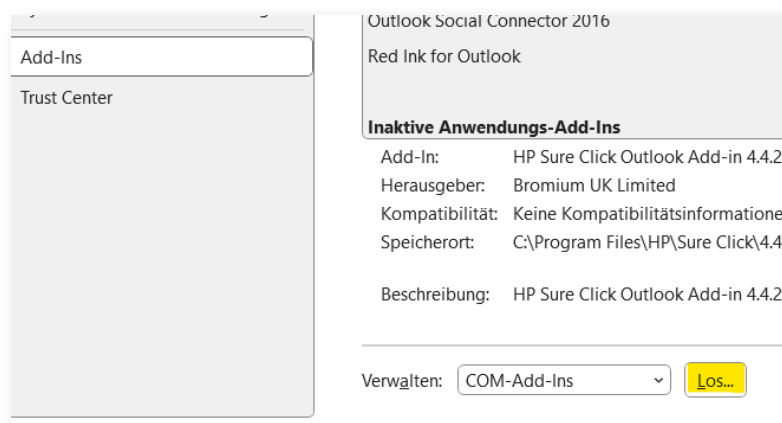 Outlook Social Connector 2016
Add-Ins
Red Ink for Outlook
Trust Center
Inaktive Anwendungs-Add-Ins
Add-In: HP Sure Click Outlook Add-in 4.4.2
Herausgeber: Bromium UK Limited
Kompatibilität: Keine Kompatibilitätsinformatione
Speicherort: C:\Program Files\HP\Sure Click\4.4
Beschreibung: HP Sure Click Outlook Add-in 4.4.2
Verwalten: COM-Add-Ins Los...